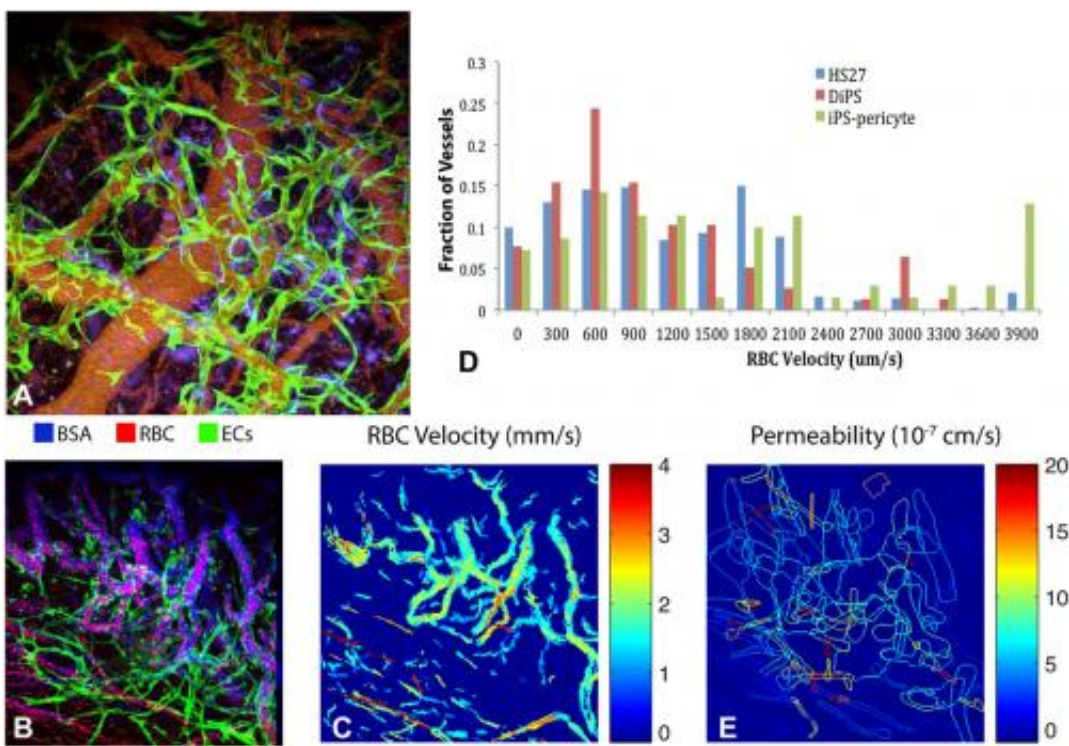 A
0.3
0.25
0.2
0.15
0.1
0.05
0
Fraction of Vessels
HS27
DiPS
iPS-pericyte
0 300 600 900 1200 1500 1800 2100 2400 2700 3000 3300 3600 3900
D RBC Velocity (um/s)
BSA RBC ECs
RBC Velocity (mm/s)
Permeability (10⁻⁷ cm/s)
B
C
4
3
2
1
0
E
20
15
10
5
0